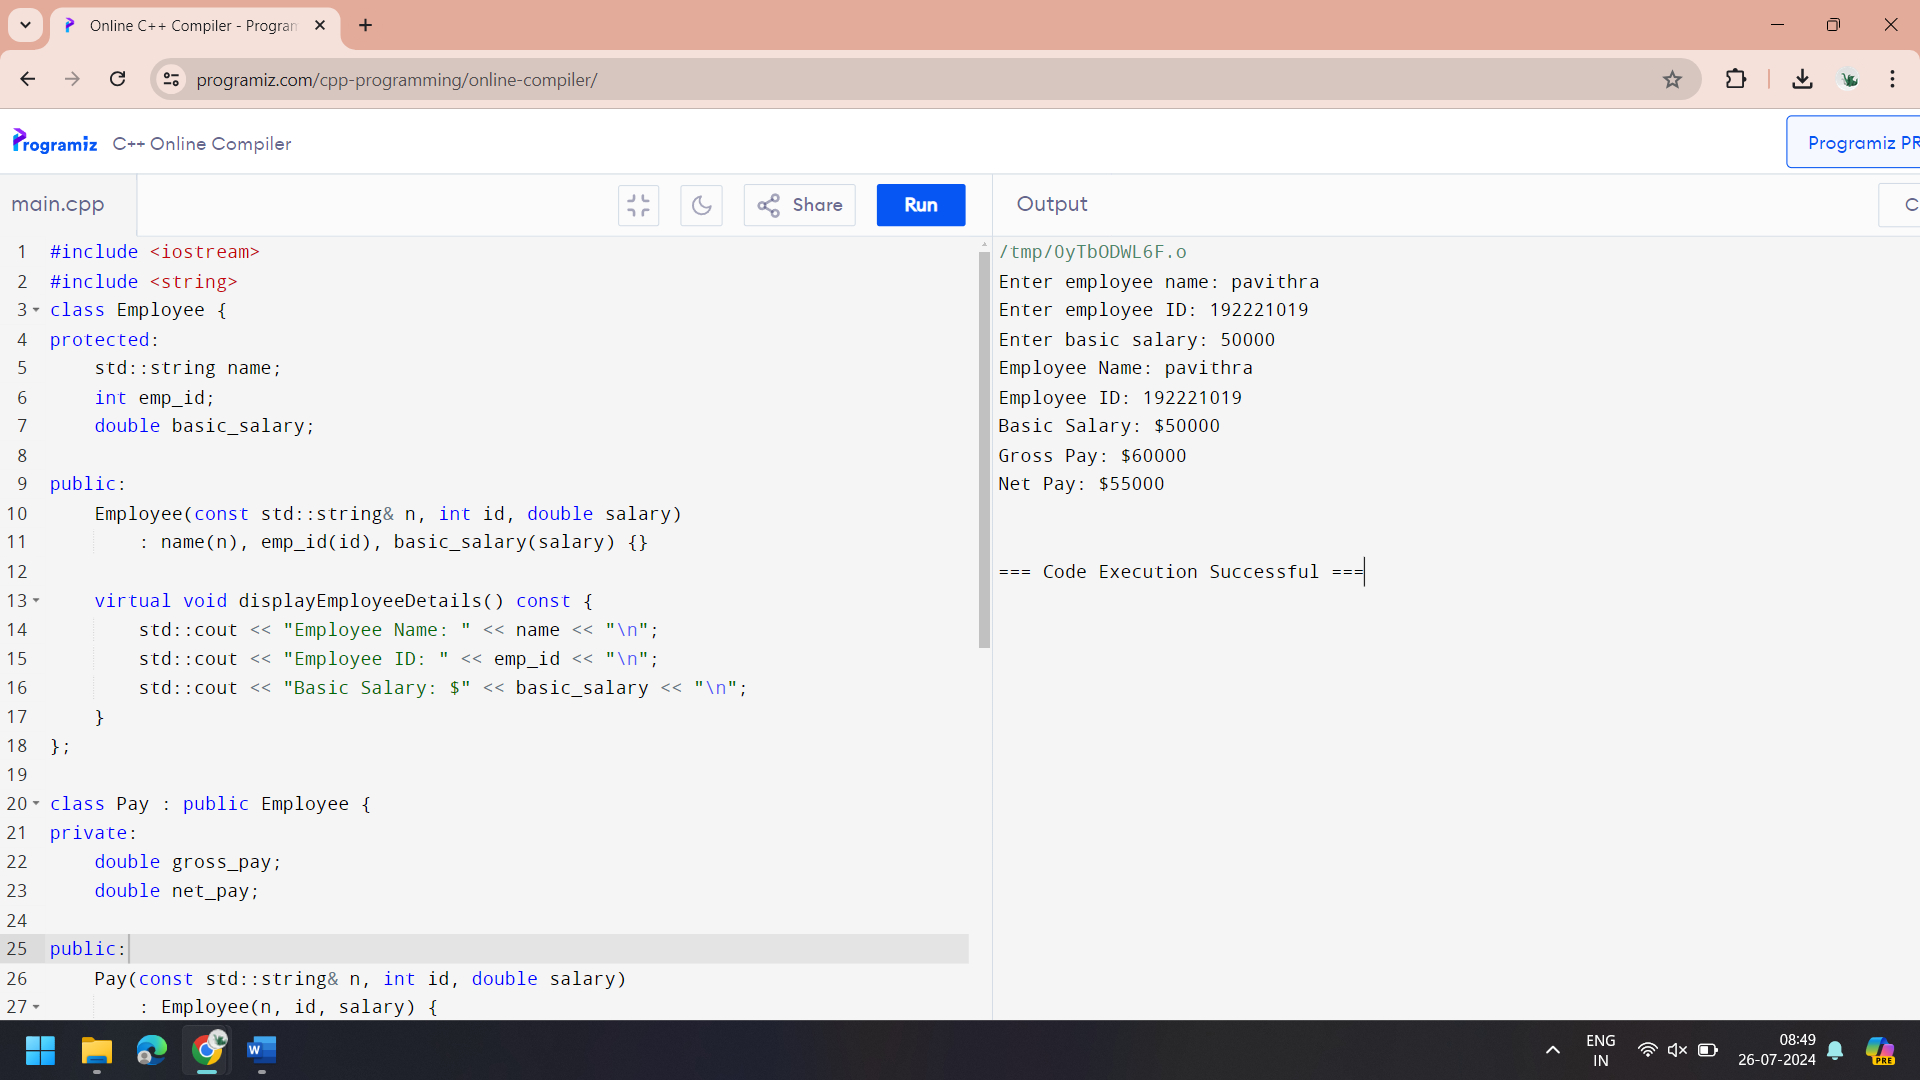 Online C++ Compiler - Program
programiz.com/cpp-programming/online-compiler/
Programiz C++ Online Compiler
Programiz PR
main.cpp
Share
Run
Output
C
1 #include <iostream>
2 #include <string>
3 class Employee {
4 protected:
5     std::string name;
6     int emp_id;
7     double basic_salary;
8
9 public:
10     Employee(const std::string& n, int id, double salary)
11         : name(n), emp_id(id), basic_salary(salary) {}
12
13     virtual void displayEmployeeDetails() const {
14         std::cout << "Employee Name: " << name << "\n";
15         std::cout << "Employee ID: " << emp_id << "\n";
16         std::cout << "Basic Salary: $" << basic_salary << "\n";
17     }
18 };
19
20 class Pay : public Employee {
21 private:
22     double gross_pay;
23     double net_pay;
24
25 public:
26     Pay(const std::string& n, int id, double salary)
27         : Employee(n, id, salary) {
/tmp/0yTbODWL6F.o
Enter employee name: pavithra
Enter employee ID: 192221019
Enter basic salary: 50000
Employee Name: pavithra
Employee ID: 192221019
Basic Salary: $50000
Gross Pay: $60000
Net Pay: $55000
=== Code Execution Successful ===
ENG
IN
08:49
26-07-2024
W
PRE